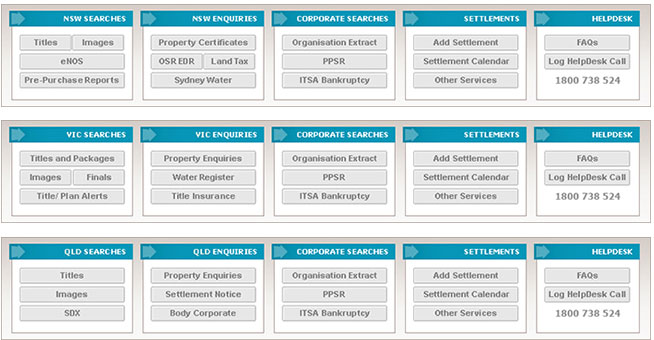 NSW SEARCHES NSW ENQUIRIES CORPORATE SEARCHES SETTLEMENTS HELPDESK
Titles Images Property Certificates Organisation Extract Add Settlement FAQs
eNOS OSR EDR Land Tax PPSR Settlement Calendar Log HelpDesk Call
Pre-Purchase Reports Sydney Water ITSA Bankruptcy Other Services 1800 738 524
VIC SEARCHES VIC ENQUIRIES CORPORATE SEARCHES SETTLEMENTS HELPDESK
Titles and Packages Property Enquiries Organisation Extract Add Settlement FAQs
Images Finals Water Register PPSR Settlement Calendar Log HelpDesk Call
Title/ Plan Alerts Title Insurance ITSA Bankruptcy Other Services 1800 738 524
QLD SEARCHES QLD ENQUIRIES CORPORATE SEARCHES SETTLEMENTS HELPDESK
Titles Property Enquiries Organisation Extract Add Settlement FAQs
Images Settlement Notice PPSR Settlement Calendar Log HelpDesk Call
SDX Body Corporate ITSA Bankruptcy Other Services 1800 738 524